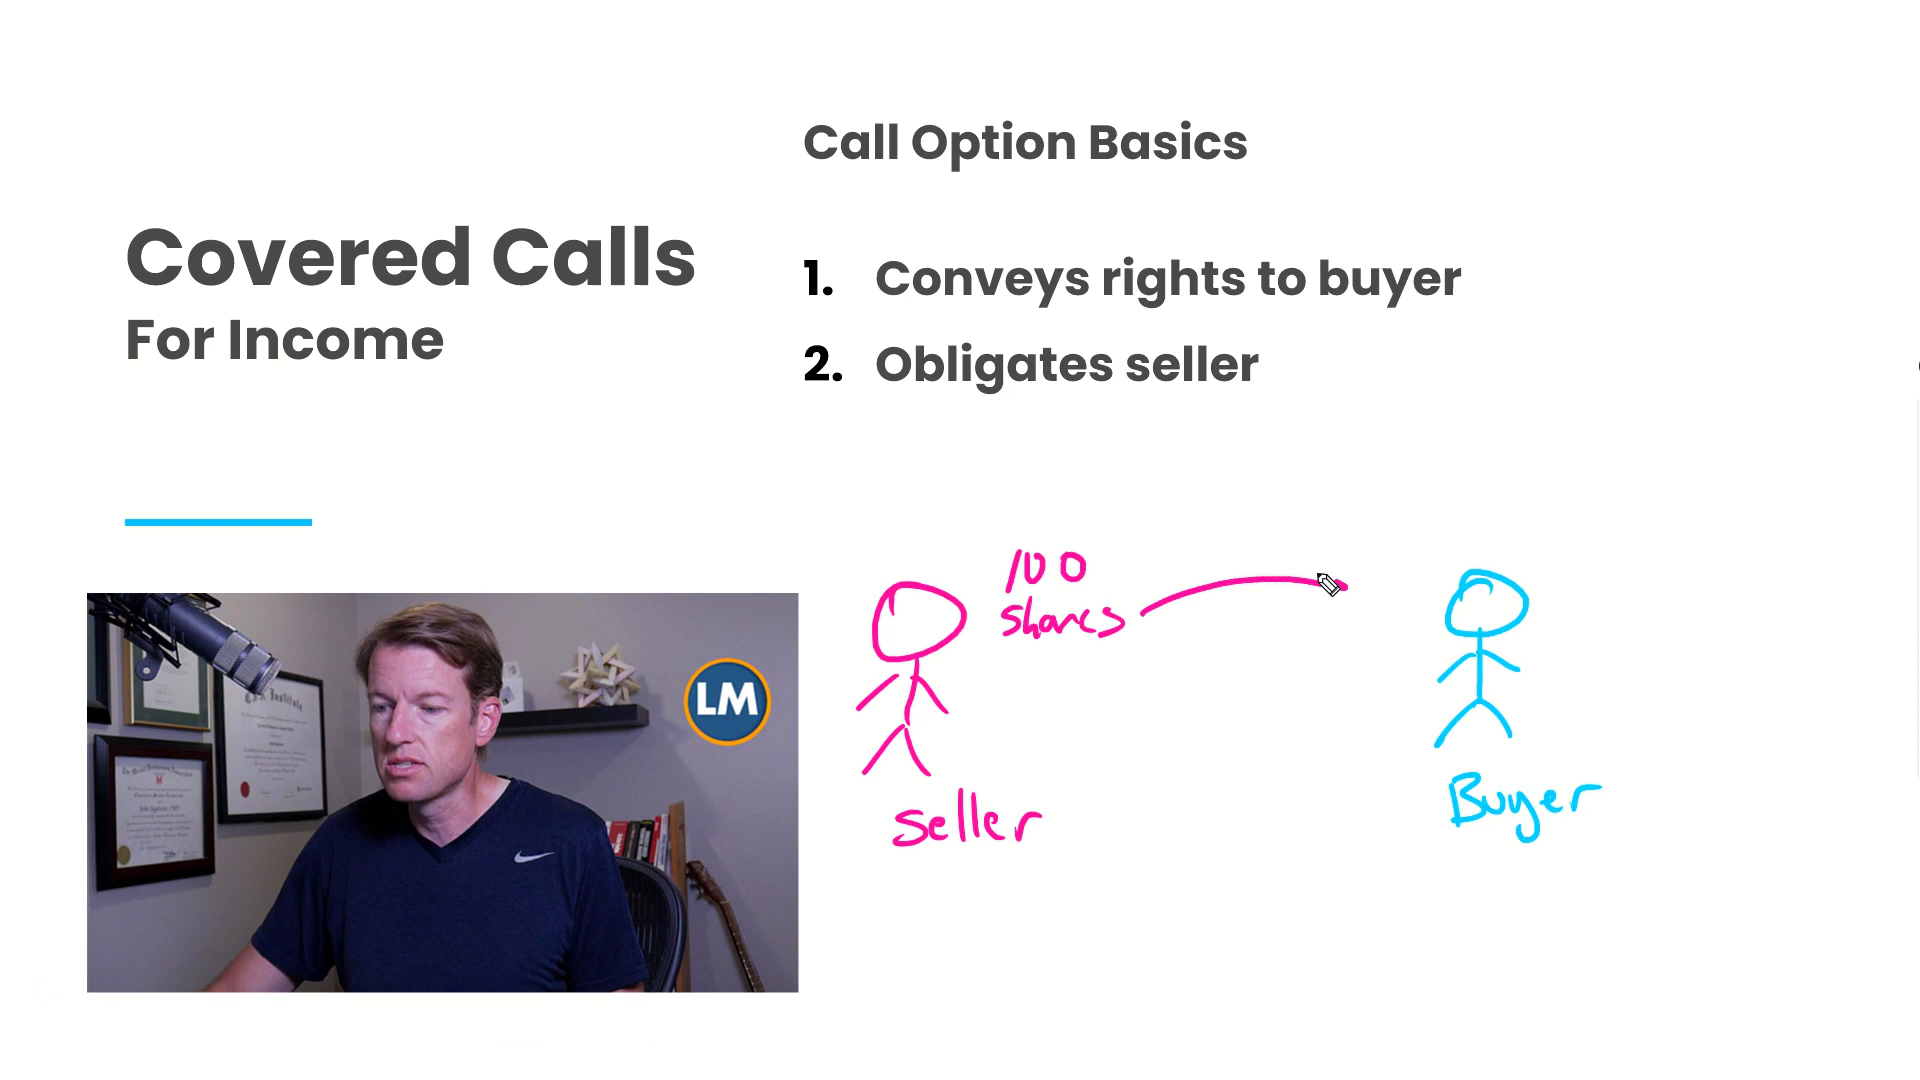 Call Option Basics
Covered Calls
For Income
1. Conveys rights to buyer
2. Obligates seller
100
shares
seller
Buyer
LM